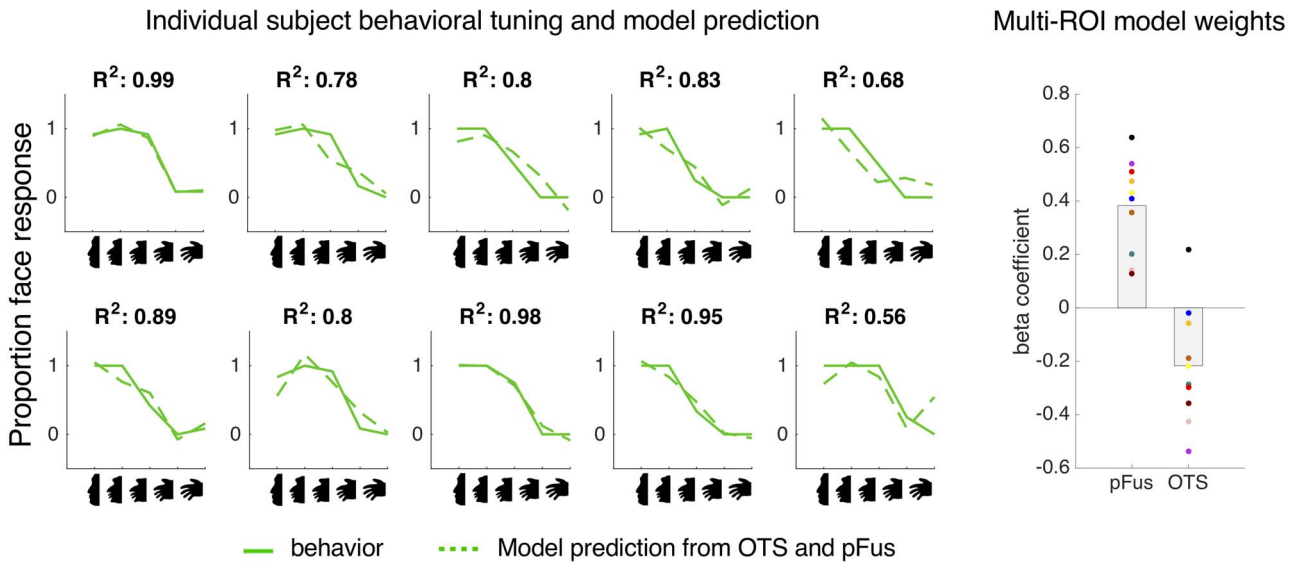 Individual subject behavioral tuning and model prediction
Multi-ROI model weights
Proportion face response
R²: 0.99
R²: 0.78
R²: 0.8
R²: 0.83
R²: 0.68
1
0
1
0
1
0
1
0
1
0
R²: 0.89
R²: 0.8
R²: 0.98
R²: 0.95
R²: 0.56
1
0
1
0
1
0
1
0
1
0
behavior
Model prediction from OTS and pFus
beta coefficient
0.8
0.6
0.4
0.2
0
-0.2
-0.4
-0.6
pFus OTS